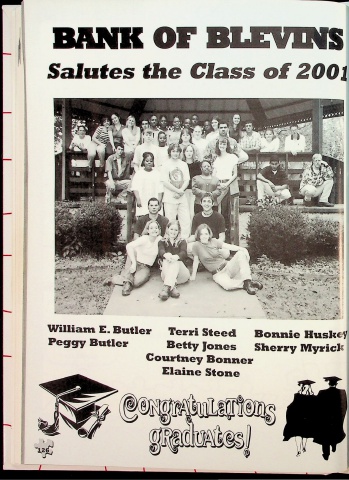 BANK OF BLEVINS
Salutes the Class of 2001
William E. Butler Terri Steed Bonnie Huskey
Peggy Butler Betty Jones Sherry Myrick
Courtney Bonner
Elaine Stone
Congratulations
graduates!